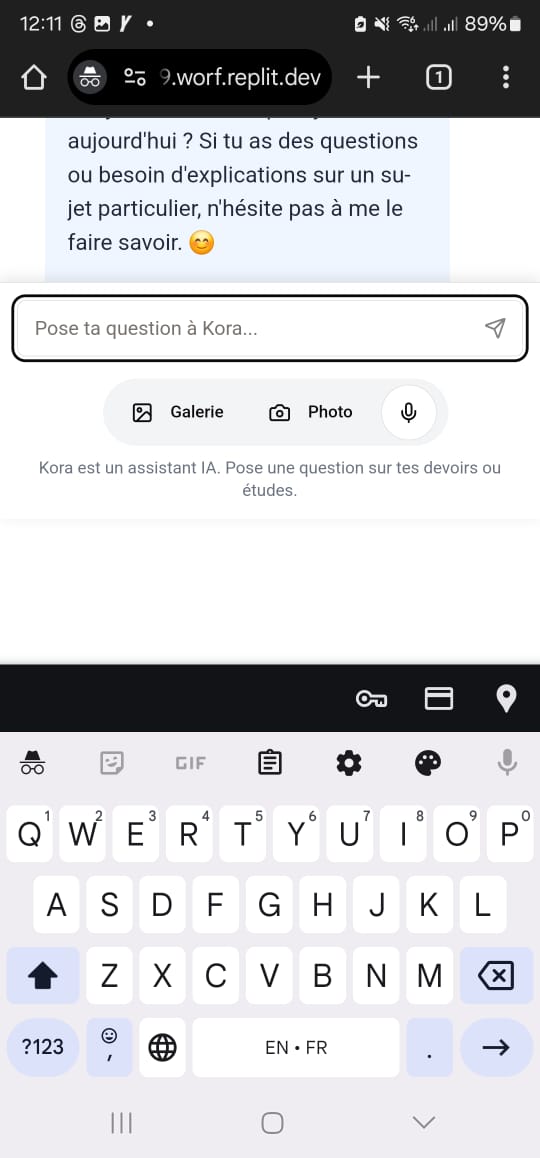 12:11
89%
9.worf.replit.dev
1
aujourd'hui ? Si tu as des questions
ou besoin d'explications sur un su-
jet particulier, n'hésite pas à me le
faire savoir. 😊
Pose ta question à Kora...
Galerie Photo
Kora est un assistant IA. Pose une question sur tes devoirs ou
études.
GIF
1 2 3 4 5 6 7 8 9 0
Q W E R T Y U I O P
A S D F G H J K L
Z X C V B N M
?123 , EN • FR .